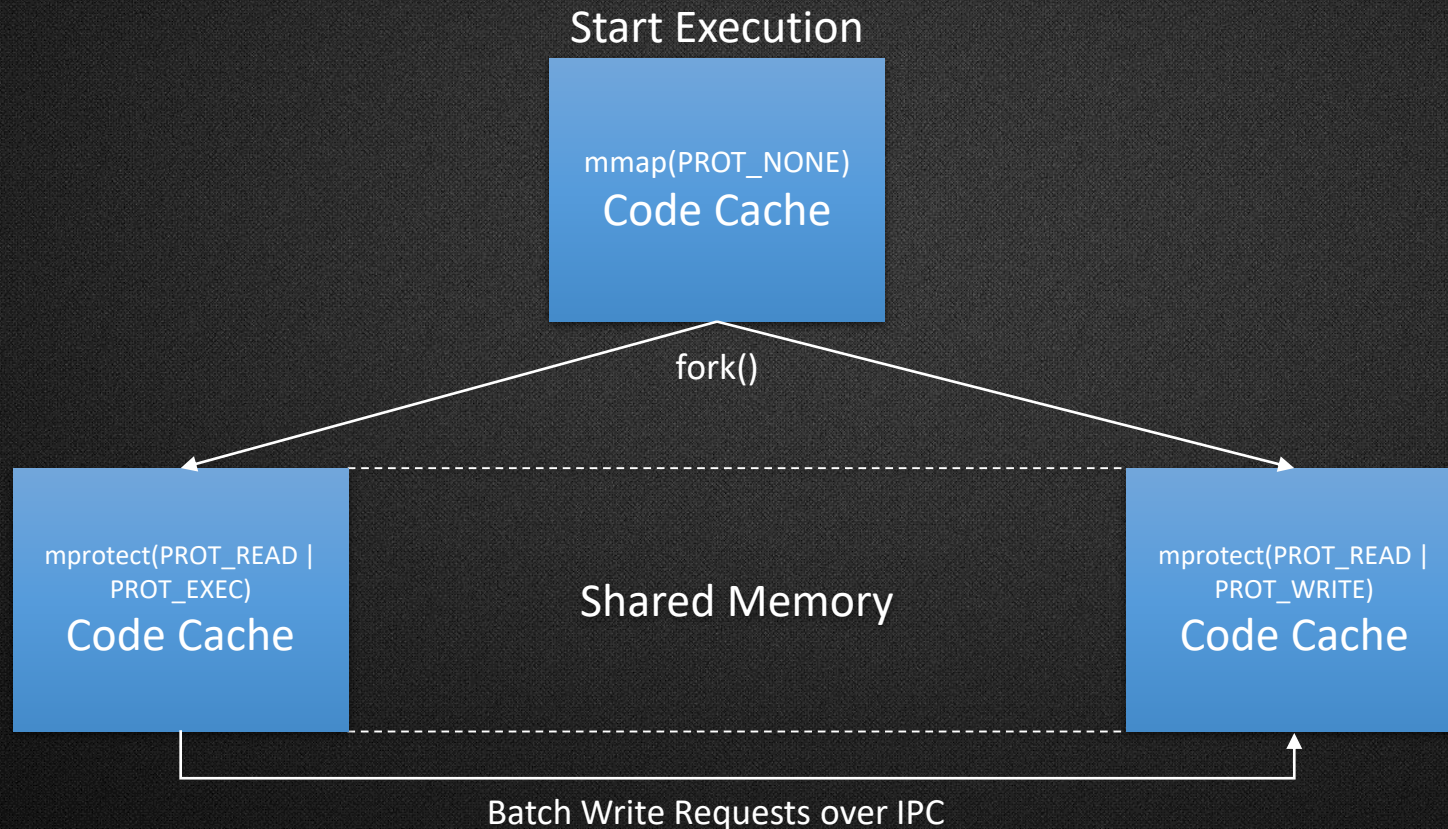 Start Execution
mmap(PROT_NONE)
Code Cache
fork()
mprotect(PROT_READ |
PROT_EXEC)
Code Cache
Shared Memory
mprotect(PROT_READ |
PROT_WRITE)
Code Cache
Batch Write Requests over IPC